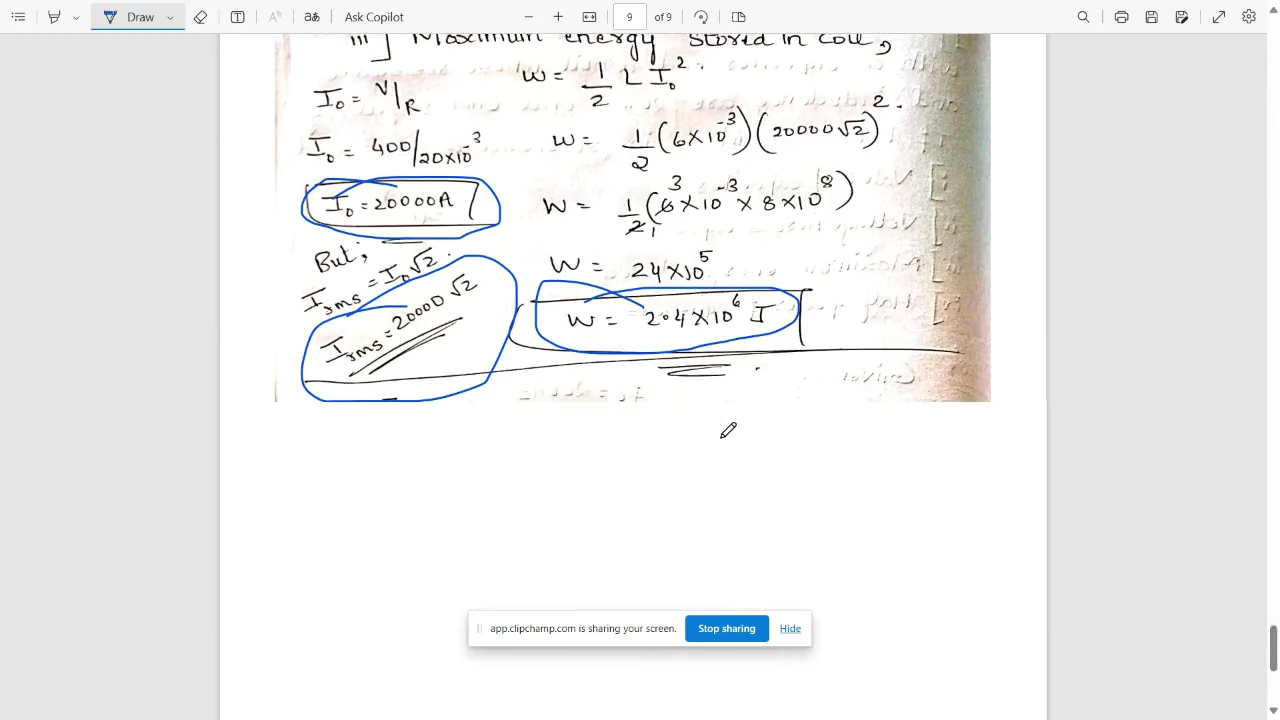 Draw
Ask Copilot
9 of 9
iii] Maximum energy stored in coil,
W = 1/2 L I₀²
I₀ = V/R
I₀ = 400/20×10⁻³
W = 1/2 (6×10⁻³)(20000√2)².
I₀ = 20000A
W = 1/2 (6 3×10⁻³ × 8×10⁸)
But;
Irms = I₀√2.
W = 24×10⁵
Irms = 20000√2
W = 2.4×10⁶ J
app.clipchamp.com is sharing your screen.
Stop sharing
Hide